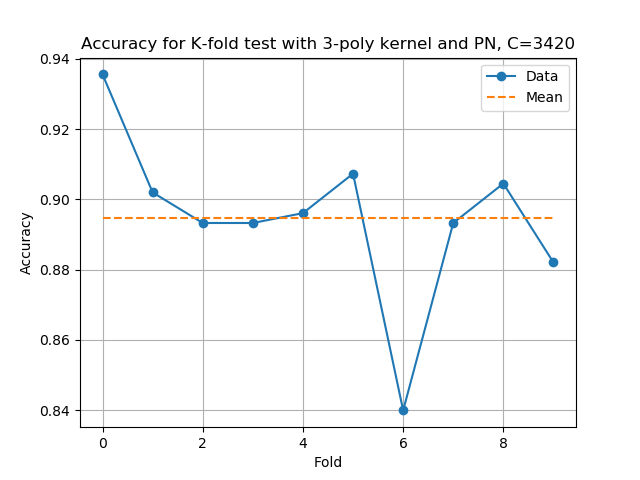 Accuracy for K-fold test with 3-poly kernel and PN, C=3420
Data
Mean
Accuracy
0.94
0.92
0.90
0.88
0.86
0.84
0 2 4 6 8
Fold